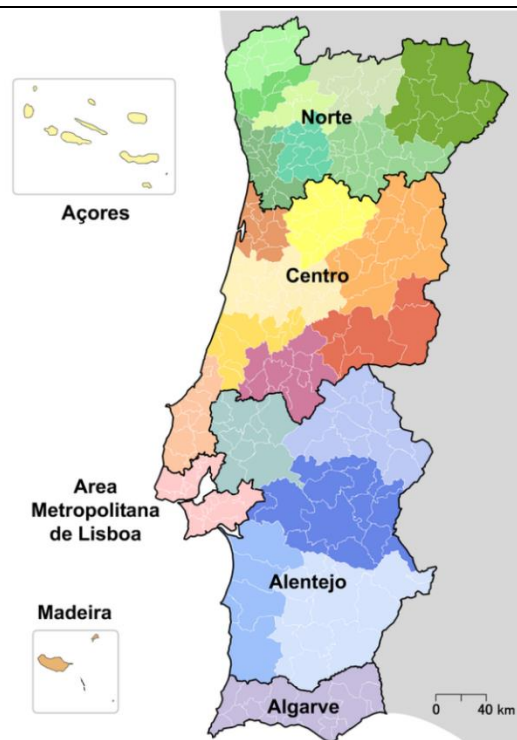 Norte
Açores
Centro
Area
Metropolitana
de Lisboa
Alentejo
Madeira
Algarve
0 40 km